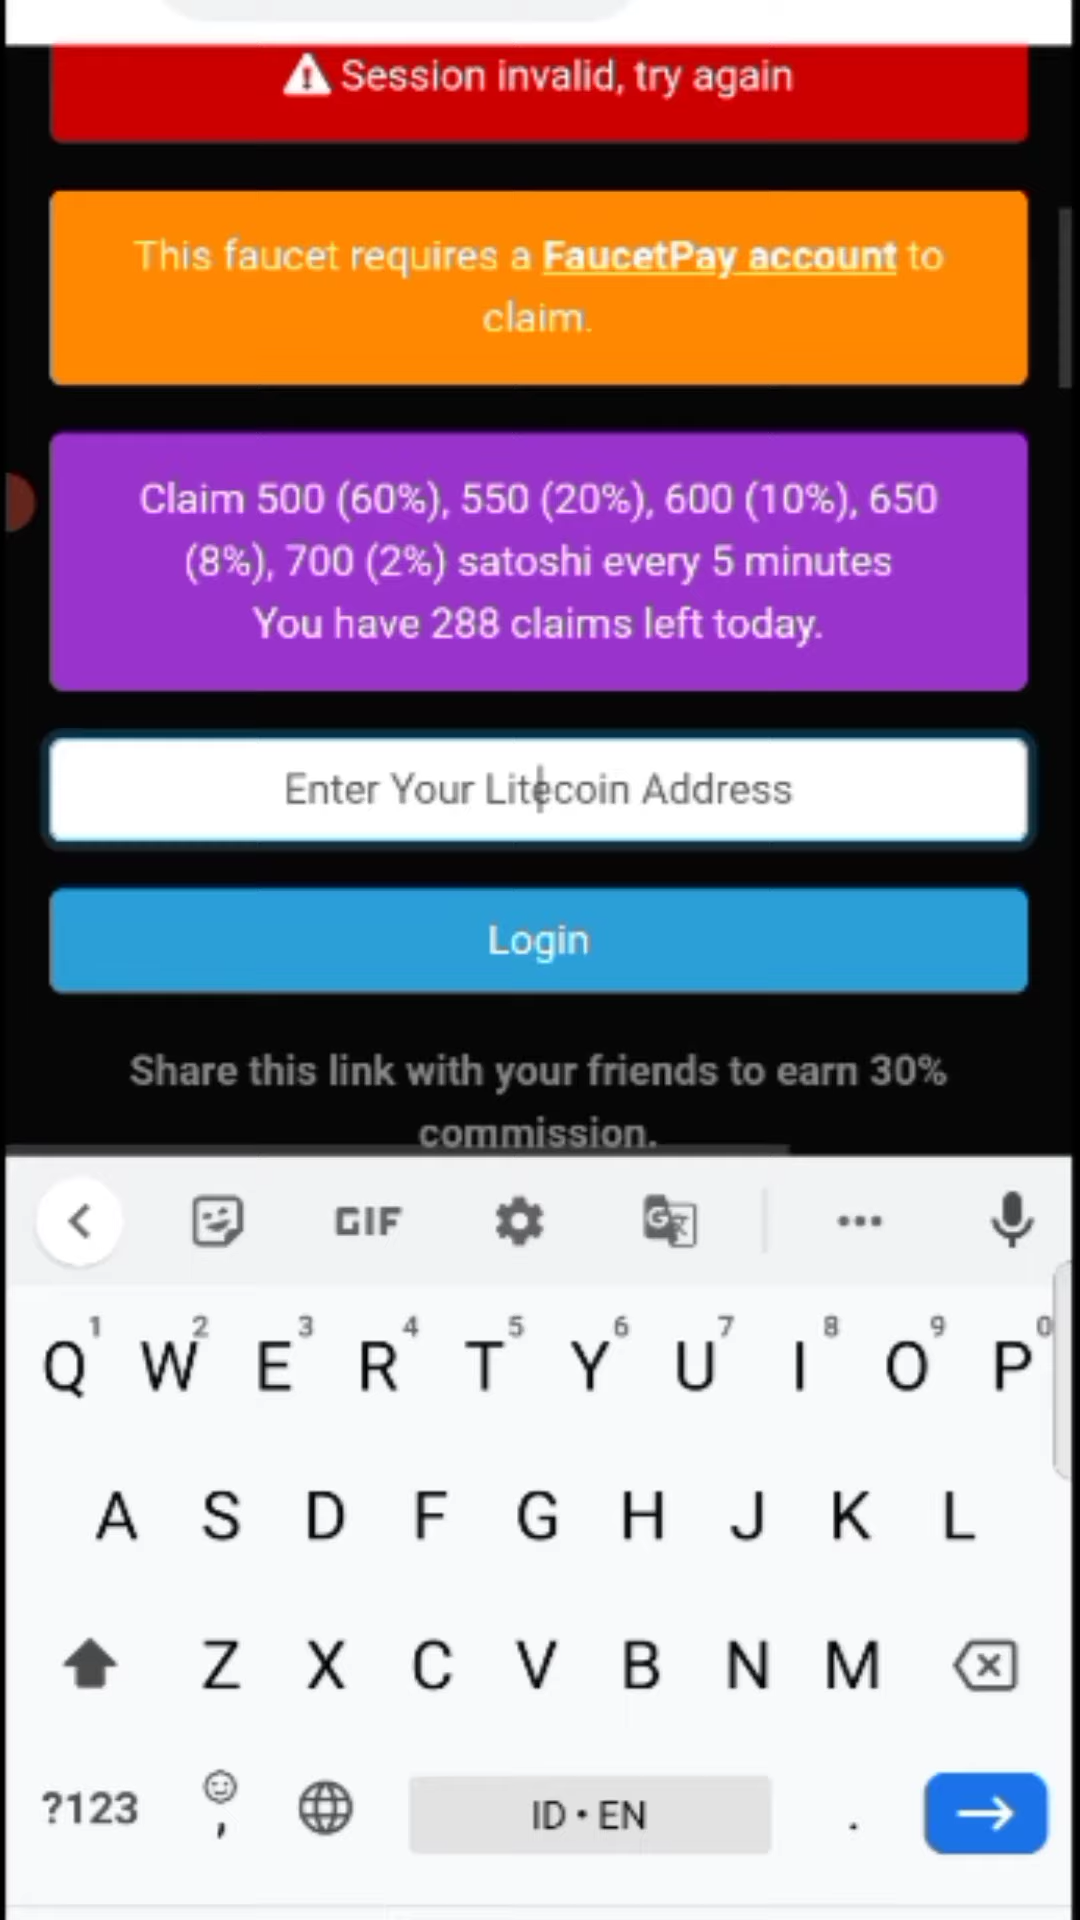 Session invalid, try again
This faucet requires a FaucetPay account to
claim.
Claim 500 (60%), 550 (20%), 600 (10%), 650
(8%), 700 (2%) satoshi every 5 minutes
You have 288 claims left today.
Enter Your Litecoin Address
Login
Share this link with your friends to earn 30%
commission.
GIF
1 2 3 4 5 6 7 8 9 0
Q W E R T Y U I O P
A S D F G H J K L
Z X C V B N M
?123 , ID • EN .